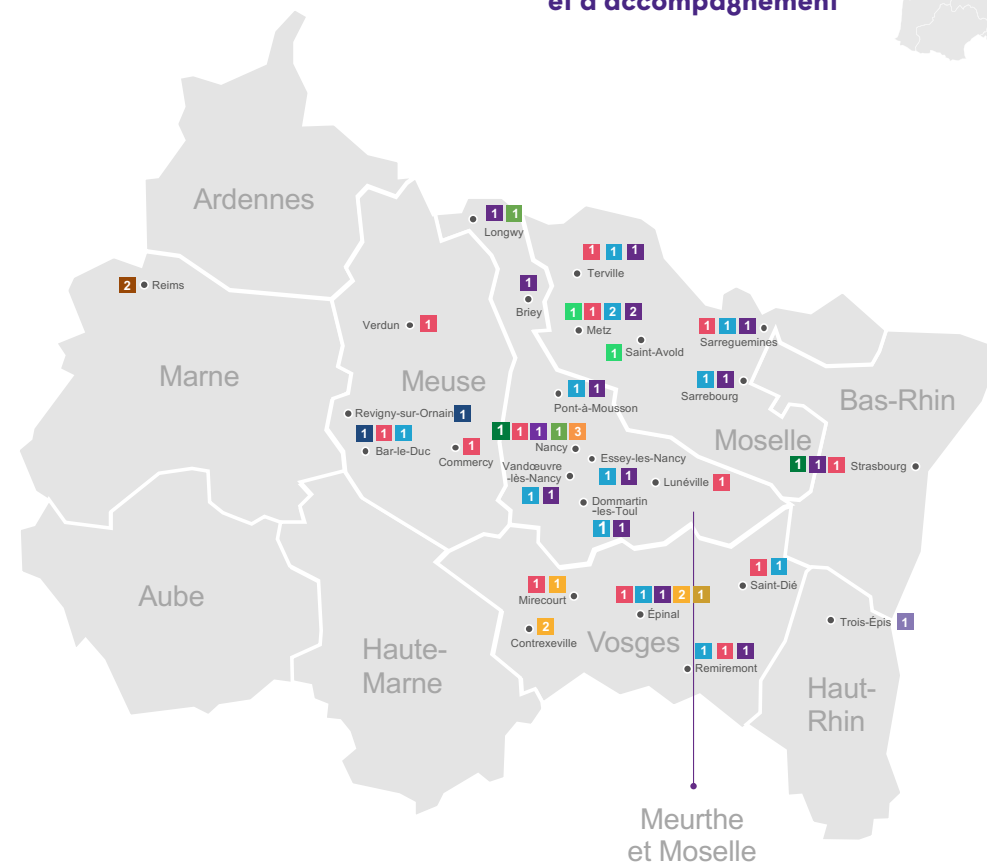 et d'accompagnement
Ardennes
1 1
Longwy
1 1 1
Terville
2
Reims
1
Briey
1 1 2 2
Metz
Verdun
1
1 1 1
Sarreguemines
1
Saint-Avold
Marne
Meuse
1 1
Sarrebourg
Bas-Rhin
1 1
Pont-à-Mousson
Revigny-sur-Ornain
1
1 1 1
Bar-le-Duc
1
Commercy
1 1 1 1 3
Nancy
Moselle
Essey-les-Nancy
1 1
Vandœuvre
-lès-Nancy
1 1
Lunéville
1
1 1 1
Strasbourg
Dommartin
-les-Toul
1 1
Aube
1 1
Mirecourt
1 1 1 2 1
Épinal
1 1
Saint-Dié
2
Contrexeville
Vosges
Trois-Épis
1
Haute-
Marne
1 1 1
Remiremont
Haut-
Rhin
Meurthe
et Moselle